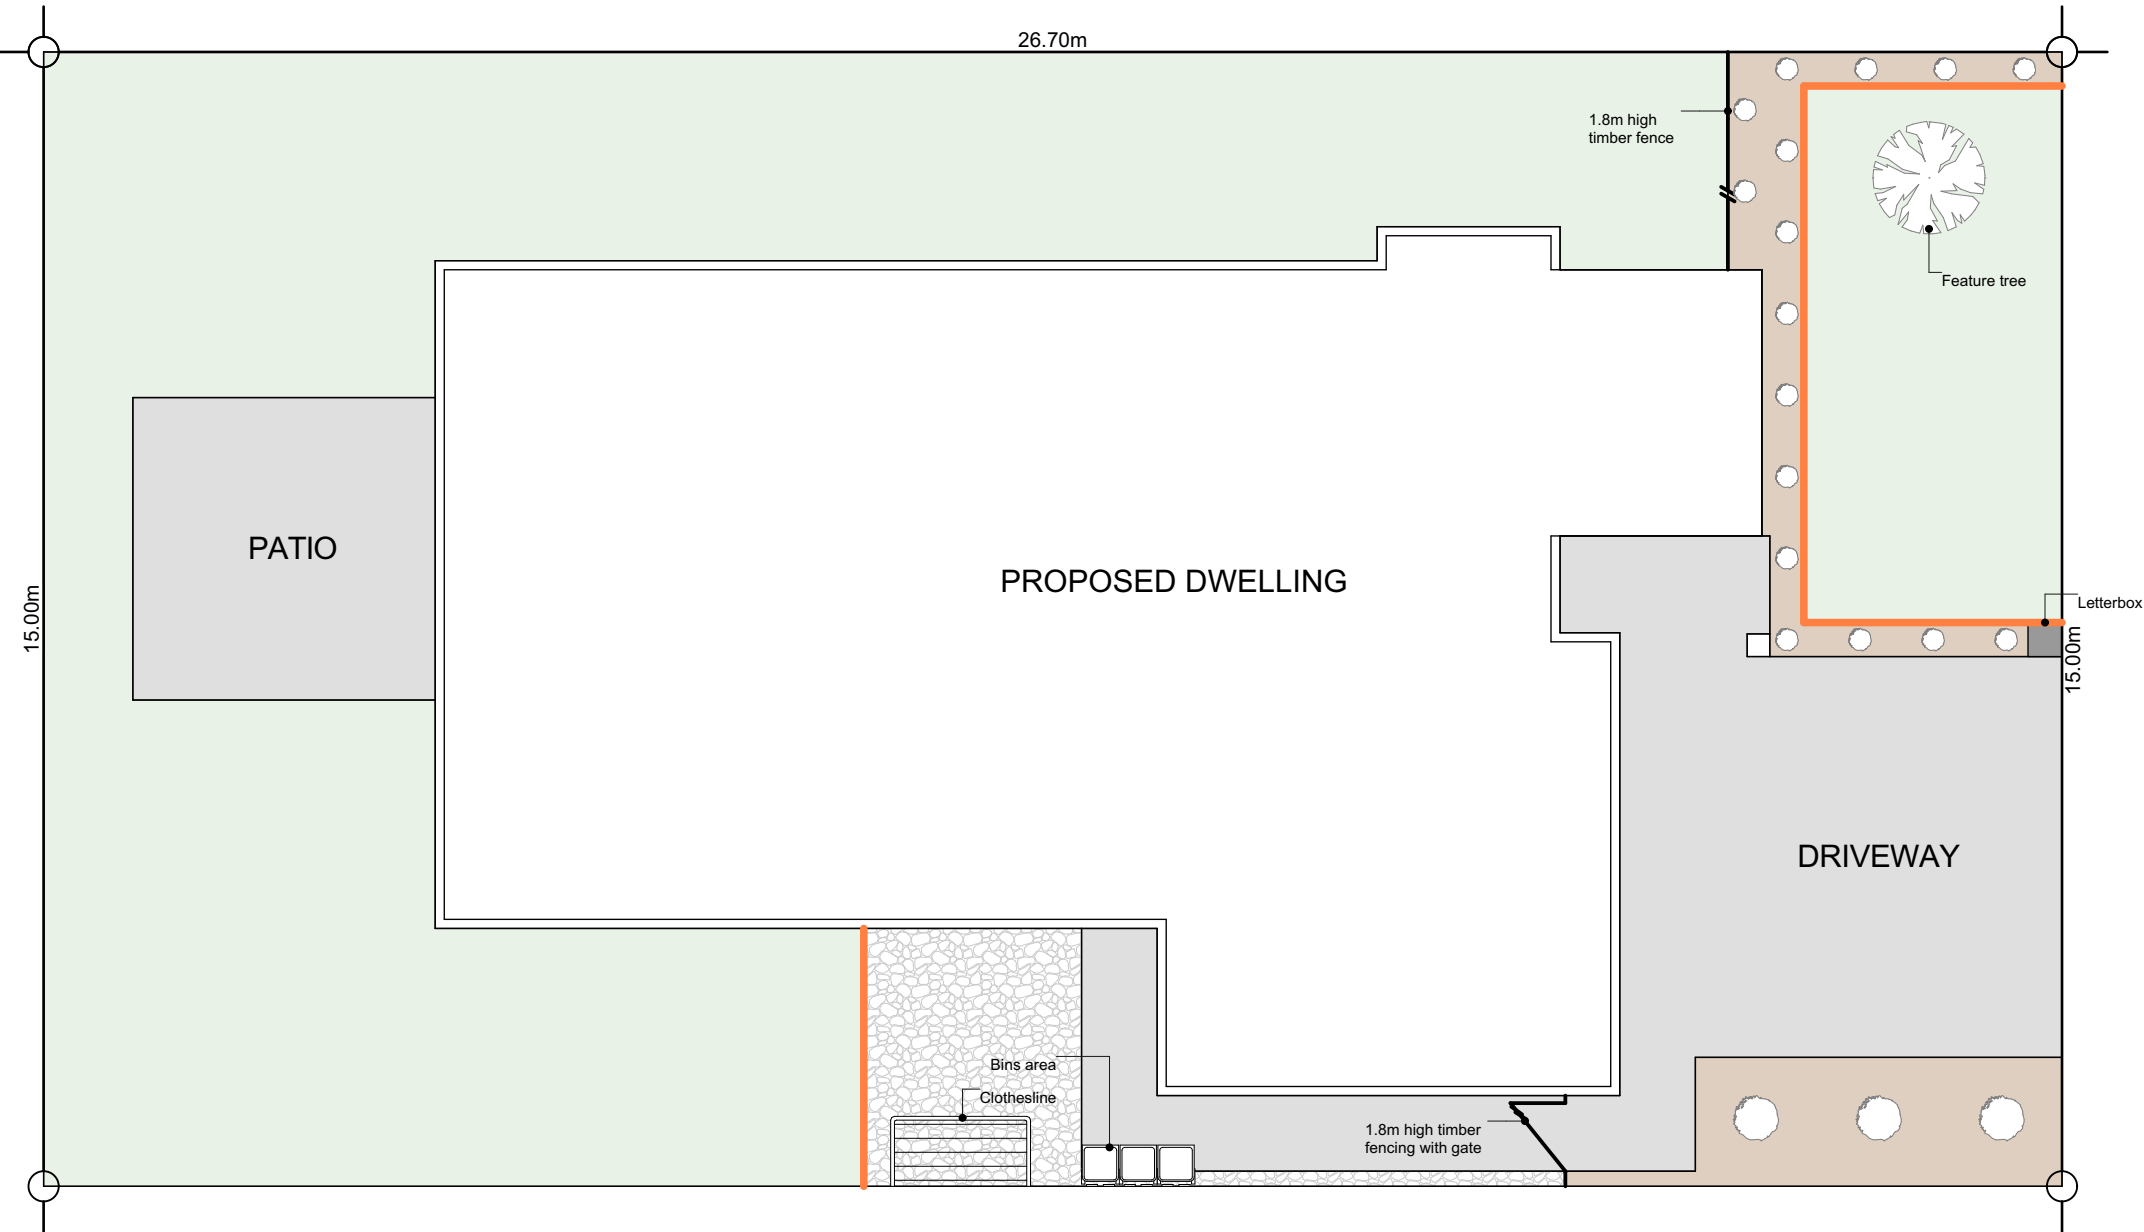 26.70m
1.8m high
timber fence
Feature tree
PATIO
PROPOSED DWELLING
15.00m
Letterbox
15.00m
DRIVEWAY
Bins area
Clothesline
1.8m high timber
fencing with gate